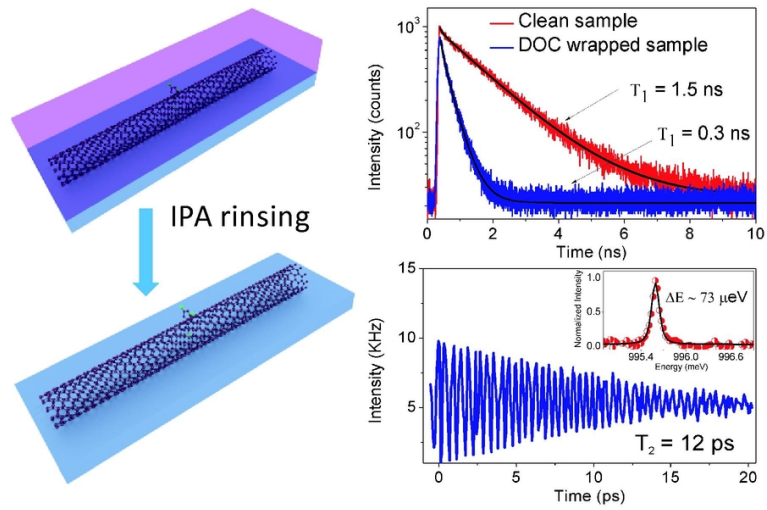 IPA rinsing
Clean sample
DOC wrapped sample
T1 = 1.5 ns
T1 = 0.3 ns
Intensity (counts)
10³
10²
0 2 4 6 8 10
Time (ns)
15
10
5
Intensity (KHz)
0 5 10 15 20
Time (ps)
T2 = 12 ps
Normalized Intensity
1.0
0.5
0.0
ΔE ~ 73 μeV
995.4 996.0 996.6
Energy (meV)